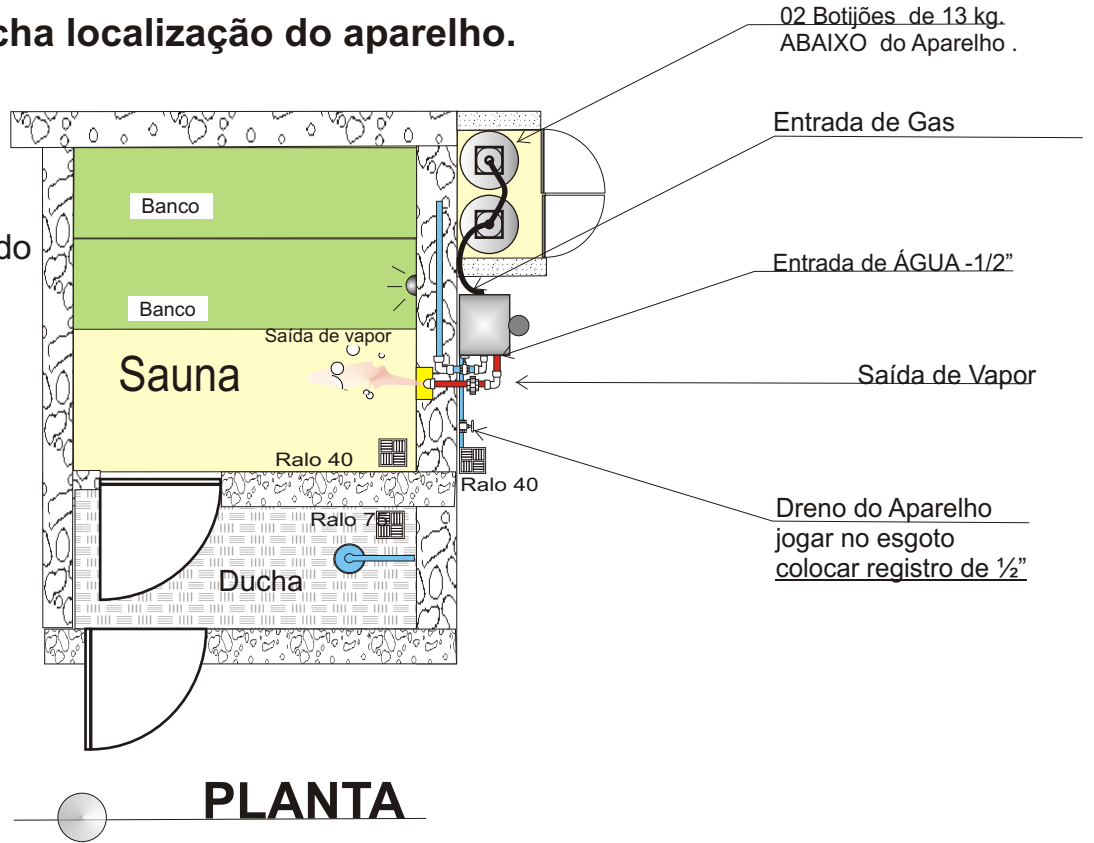 cha localização do aparelho.
02 Botijões de 13 kg.
ABAIXO do Aparelho .
Entrada de Gas
Banco
do
Entrada de ÁGUA -1/2”
Banco
Saída de vapor
Sauna
Saída de Vapor
Ralo 40
Ralo 40
Dreno do Aparelho
jogar no esgoto
colocar registro de ½”
Ralo 75
Ducha
PLANTA